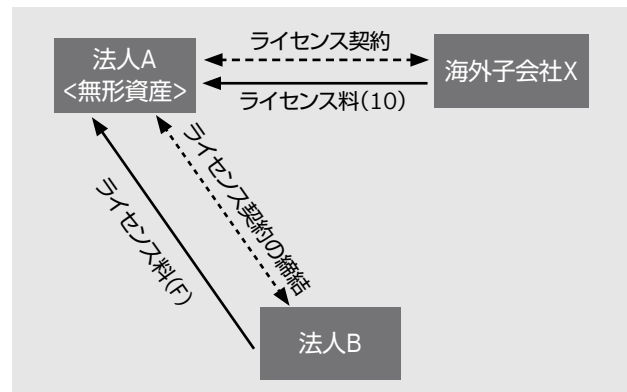 法人A
<無形資産>
ライセンス契約
ライセンス料(10)
海外子会社X
ライセンス契約の締結
ライセンス料(F)
法人B